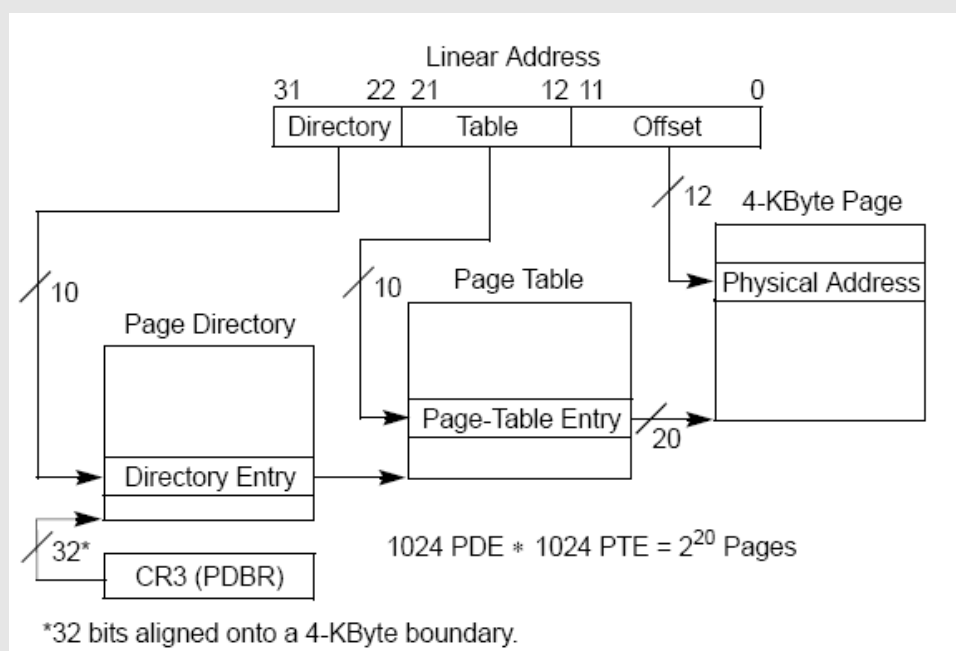 Linear Address
31 22 21 12 11 0
Directory Table Offset
12
4-KByte Page
Physical Address
10
10
Page Table
Page Directory
Page-Table Entry
20
Directory Entry
32*
1024 PDE * 1024 PTE = 2^20 Pages
CR3 (PDBR)
*32 bits aligned onto a 4-KByte boundary.